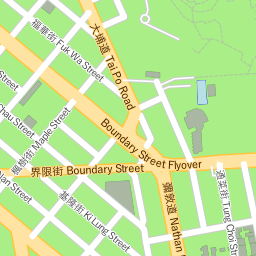 福華街 Fuk Wa Street
大埔道 Tai Po Road
Chau Street
楓樹街 Maple Street
Boundary Street Flyover
界限街 Boundary Street
基隆街 Ki Lung Street
彌敦道 Nathan
通菜街 Tung Choi Street